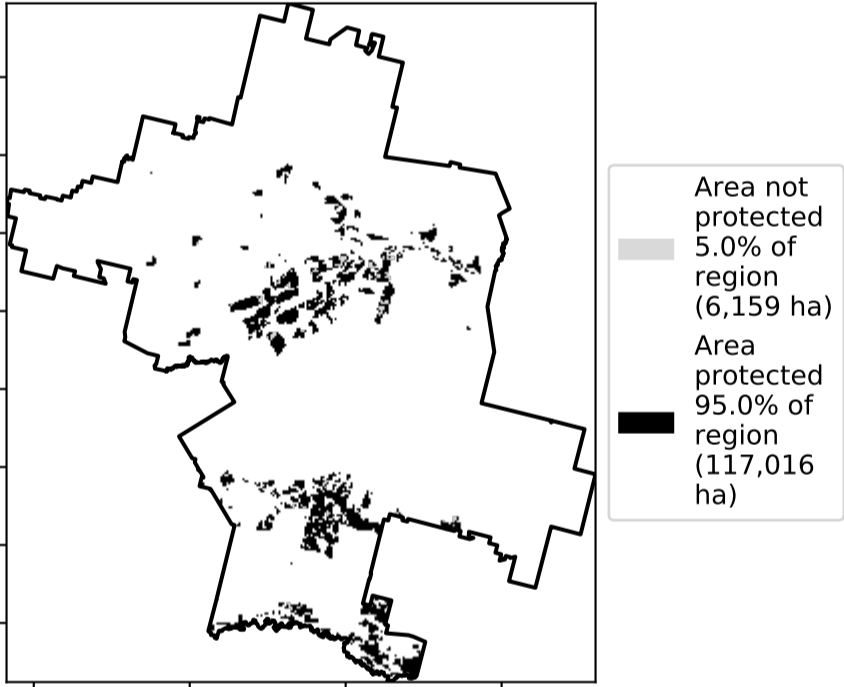 Area not
protected
5.0% of
region
(6,159 ha)
Area
protected
95.0% of
region
(117,016
ha)